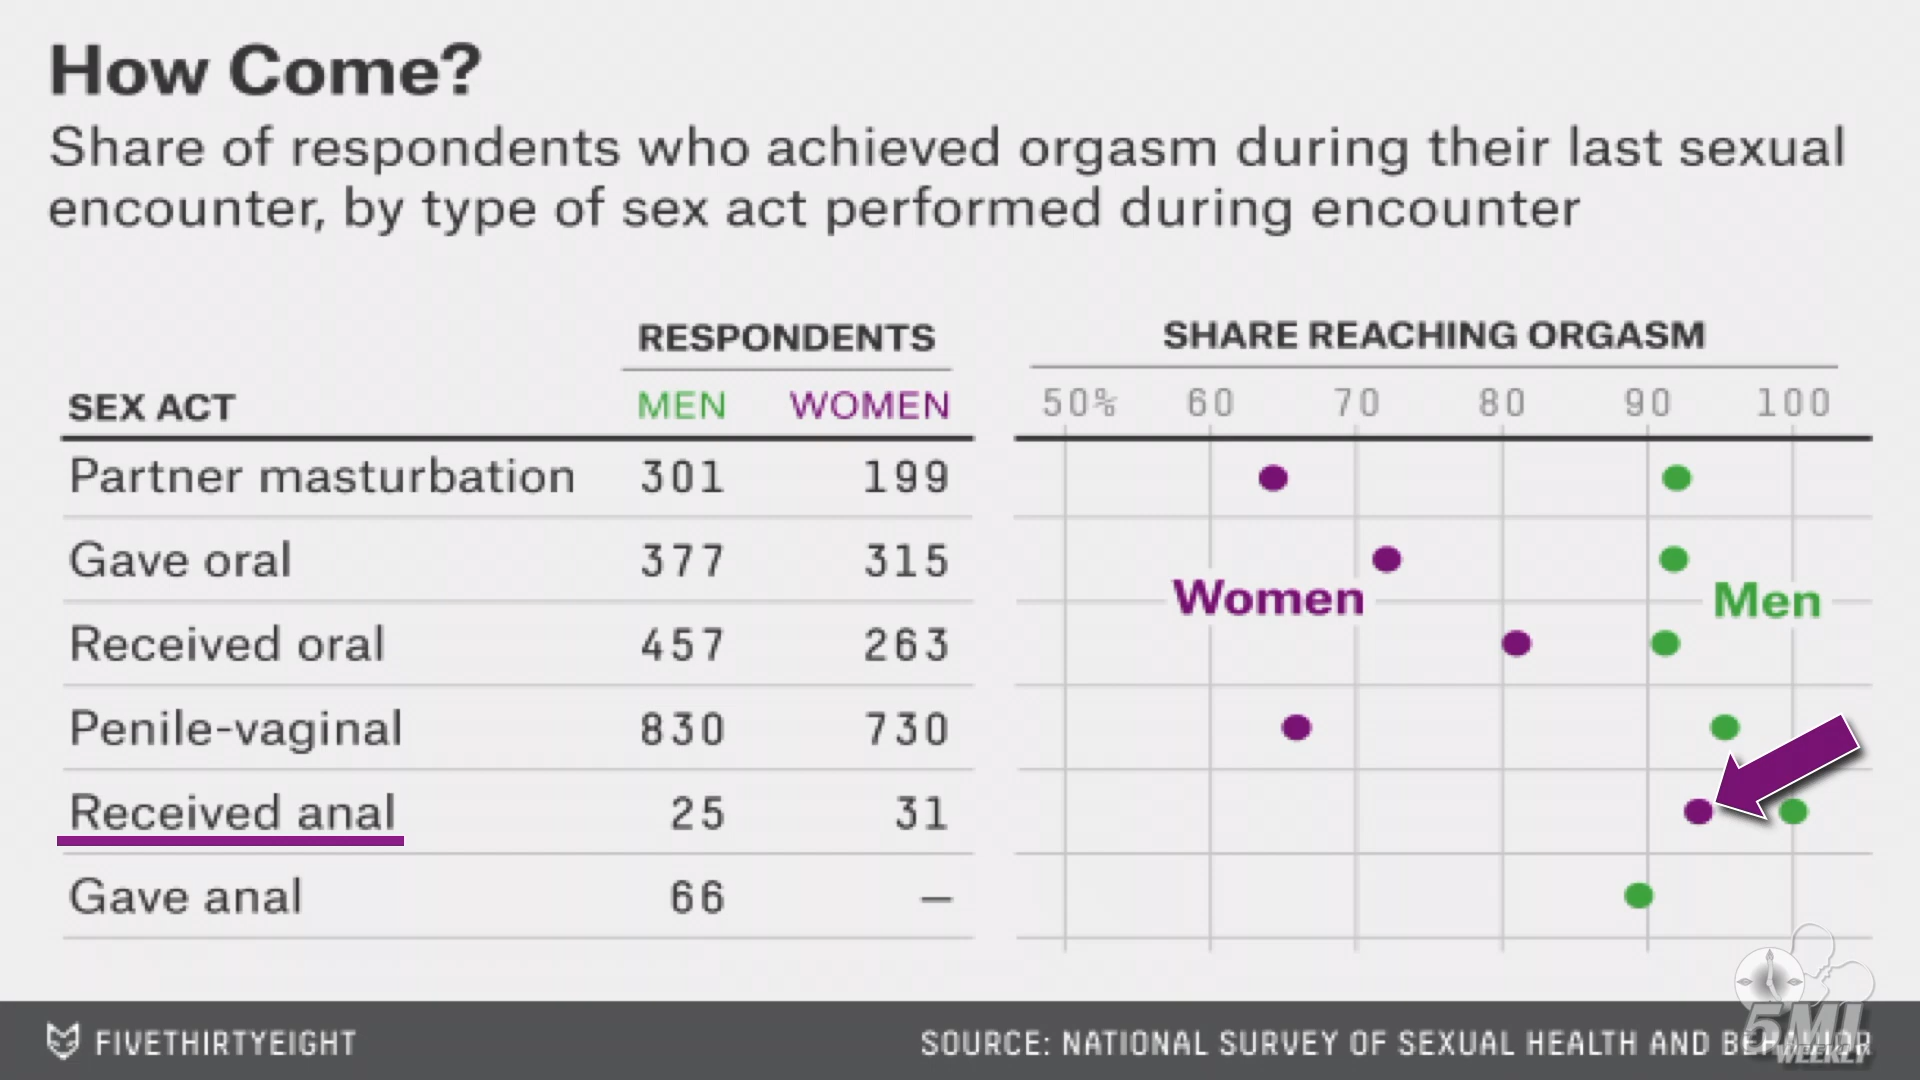 How Come?
Share of respondents who achieved orgasm during their last sexual
encounter, by type of sex act performed during encounter
RESPONDENTS
SHARE REACHING ORGASM
SEX ACT MEN WOMEN 50% 60 70 80 90 100
Partner masturbation 301 199
Gave oral 377 315
Women Men
Received oral 457 263
Penile-vaginal 830 730
Received anal 25 31
Gave anal 66 –
FIVETHIRTYEIGHT
SOURCE: NATIONAL SURVEY OF SEXUAL HEALTH AND BEHAVIOR
5MI
WEEKLY